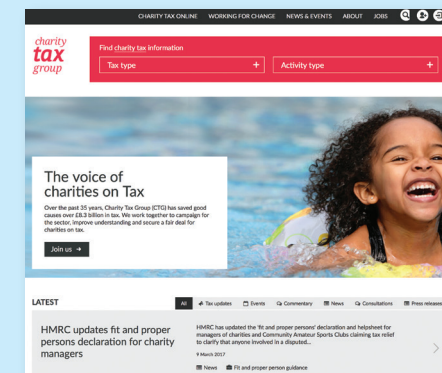 CHARITY TAX ONLINE WORKING FOR CHANGE NEWS & EVENTS ABOUT JOBS
charity
tax
group
Find charity tax information
Tax type +
Activity type +
The voice of
charities on Tax
Over the past 35 years, Charity Tax Group (CTG) has saved good
causes over £8.3 billion in tax. We work together to campaign for
the sector, improve understanding and secure a fair deal for
charities on tax.
Join us →
LATEST
All Tax updates Events Commentary News Consultations Press releases
HMRC updates fit and proper
persons declaration for charity
managers
HMRC has updated the 'fit and proper persons' declaration and helpsheet for
managers of charities and Community Amateur Sports Clubs claiming tax relief
to clarify that anyone involved in a disputed...
9 March 2017
News Fit and proper person guidance